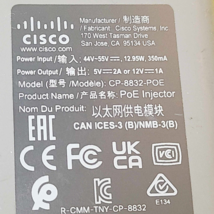 Manufacturer / 制造商
CISCO
www.cisco.com
Fabricant: Cisco Systems, Inc
170 West Tasman Drive
San Jose, CA 95134
Power Input / 输入: 44V-55V ⎓, 12.95W, 350mA
Power Output / 输出: 5V ⎓ 2A or 12V ⎓ 1A
Model (型号/Modèle): CP-8832-POE
Product Name (产品名称): PoE Injector
Nom Du Produit: 以太网供电模块
EAC CAN ICES-3 (B)/NMB-3(B)
CE UK CA VCI
E134
R-CMM-TNY-CP-8832